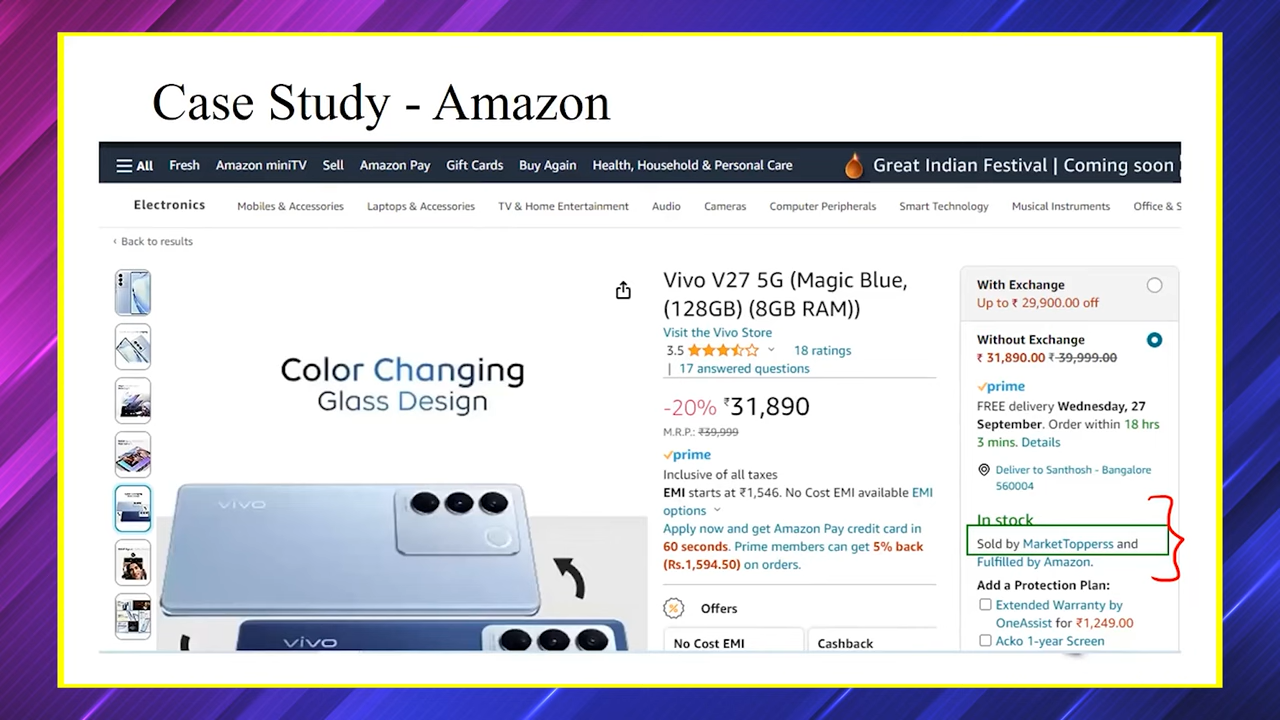 Case Study - Amazon
All Fresh Amazon miniTV Sell Amazon Pay Gift Cards Buy Again Health, Household & Personal Care Great Indian Festival | Coming soon
Electronics Mobiles & Accessories Laptops & Accessories TV & Home Entertainment Audio Cameras Computer Peripherals Smart Technology Musical Instruments Office & S
‹ Back to results
Color Changing
Glass Design
vivo
vivo
Vivo V27 5G (Magic Blue,
(128GB) (8GB RAM))
Visit the Vivo Store
3.5 18 ratings
| 17 answered questions
-20% ₹31,890
M.R.P.: ₹39,999
prime
Inclusive of all taxes
EMI starts at ₹1,546. No Cost EMI available EMI
options
Apply now and get Amazon Pay credit card in
60 seconds. Prime members can get 5% back
(Rs.1,594.50) on orders.
% Offers
No Cost EMI Cashback
With Exchange
Up to ₹ 29,900.00 off
Without Exchange
₹ 31,890.00 ₹ 39,999.00
prime
FREE delivery Wednesday, 27
September. Order within 18 hrs
3 mins. Details
Deliver to Santhosh - Bangalore
560004
In stock
Sold by MarketTopperss and
Fulfilled by Amazon.
Add a Protection Plan:
Extended Warranty by
OneAssist for ₹1,249.00
Acko 1-year Screen